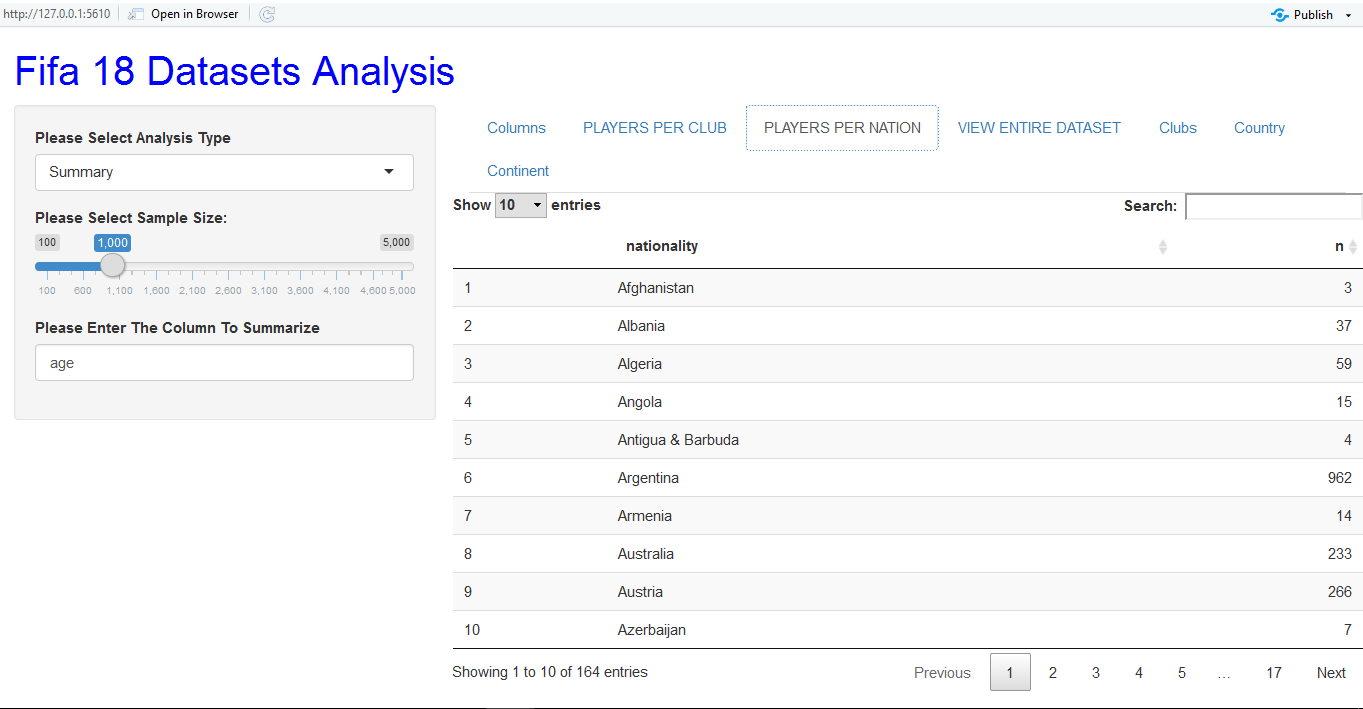 http://127.0.0.1:5610 Open in Browser Publish
Fifa 18 Datasets Analysis
Please Select Analysis Type
Summary
Please Select Sample Size:
100 1,000 5,000
100 600 1,100 1,600 2,100 2,600 3,100 3,600 4,100 4,600 5,000
Please Enter The Column To Summarize
age
Columns PLAYERS PER CLUB PLAYERS PER NATION VIEW ENTIRE DATASET Clubs Country
Continent
Show 10 entries Search:
nationality n
1 Afghanistan 3
2 Albania 37
3 Algeria 59
4 Angola 15
5 Antigua & Barbuda 4
6 Argentina 962
7 Armenia 14
8 Australia 233
9 Austria 266
10 Azerbaijan 7
Showing 1 to 10 of 164 entries Previous 1 2 3 4 5 … 17 Next